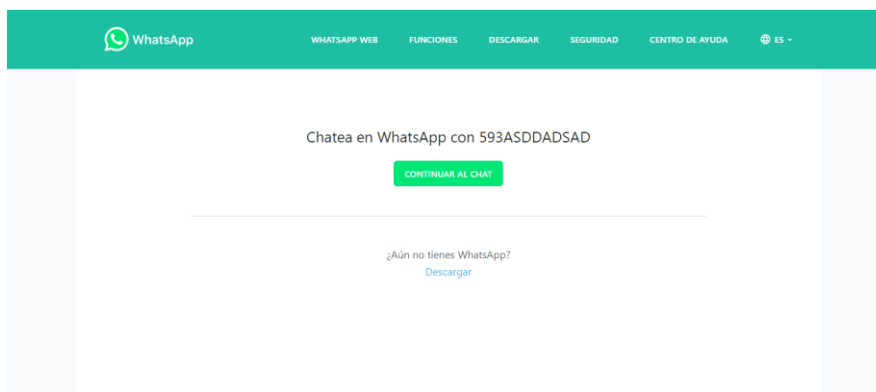 WhatsApp WHATSAPP WEB FUNCIONES DESCARGAR SEGURIDAD CENTRO DE AYUDA ES
Chatea en WhatsApp con 593ASDDADSAD
CONTINUAR AL CHAT
¿Aún no tienes WhatsApp?
Descargar